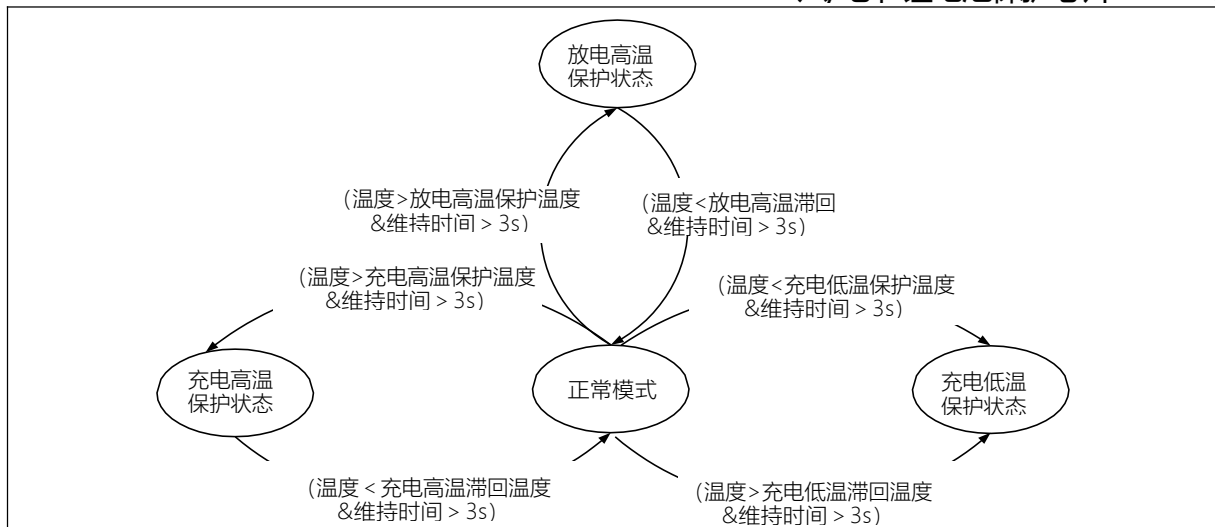 放电高温
保护状态
(温度>放电高温保护温度
&维持时间 > 3s)
(温度<放电高温滞回
&维持时间 > 3s)
(温度>充电高温保护温度
&维持时间 > 3s)
(温度<充电低温保护温度
&维持时间 > 3s)
充电高温
保护状态
正常模式
充电低温
保护状态
(温度 < 充电高温滞回温度
&维持时间 > 3s)
(温度>充电低温滞回温度
&维持时间 > 3s)